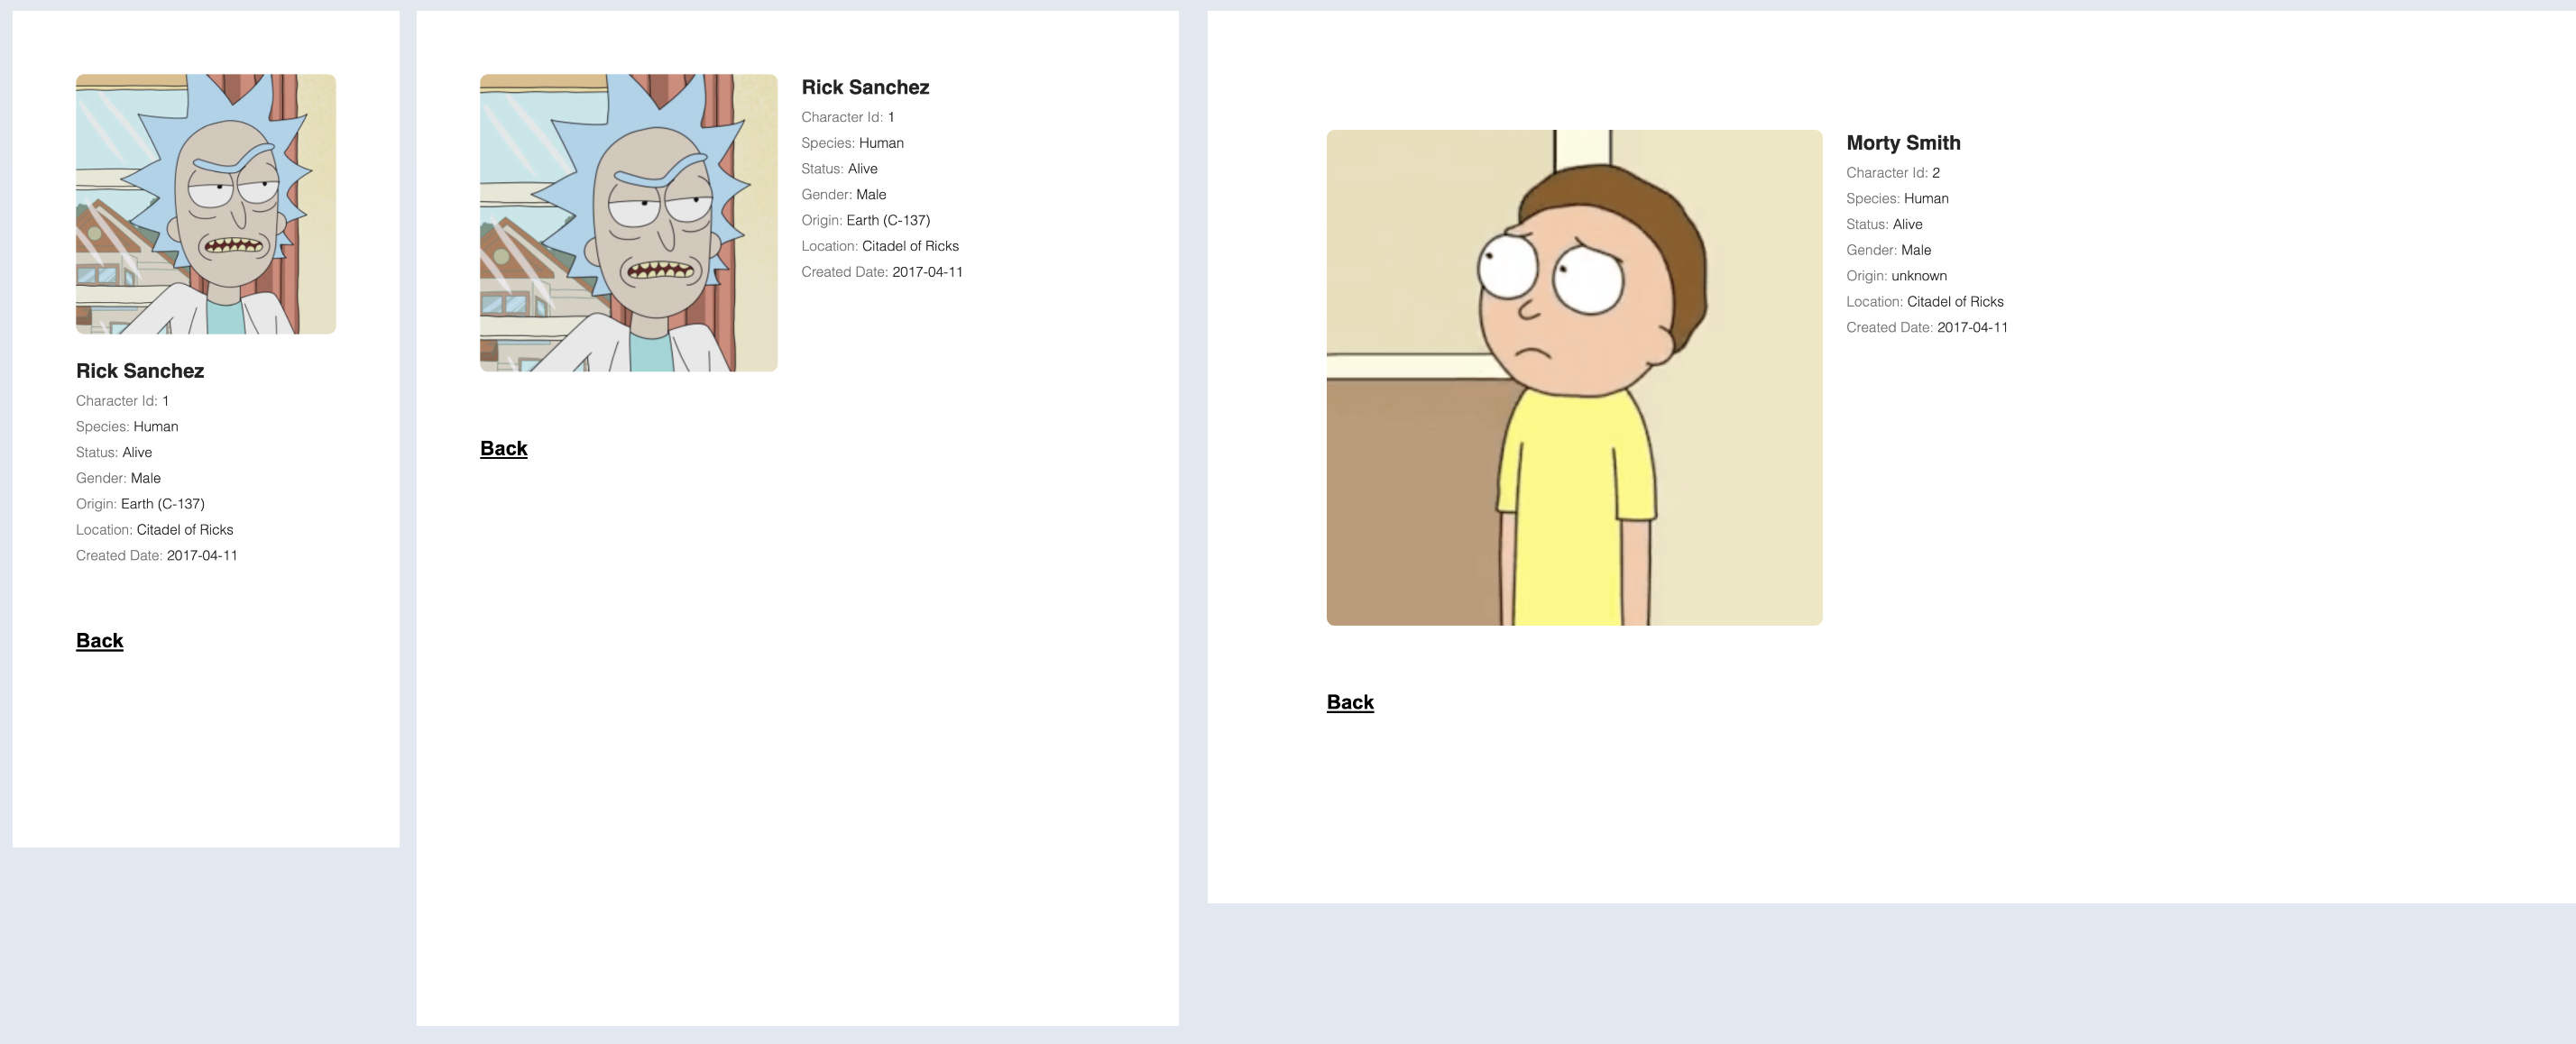 Rick Sanchez
Character Id: 1
Species: Human
Status: Alive
Gender: Male
Origin: Earth (C-137)
Location: Citadel of Ricks
Created Date: 2017-04-11
Back
Rick Sanchez
Character Id: 1
Species: Human
Status: Alive
Gender: Male
Origin: Earth (C-137)
Location: Citadel of Ricks
Created Date: 2017-04-11
Back
Morty Smith
Character Id: 2
Species: Human
Status: Alive
Gender: Male
Origin: unknown
Location: Citadel of Ricks
Created Date: 2017-04-11
Back